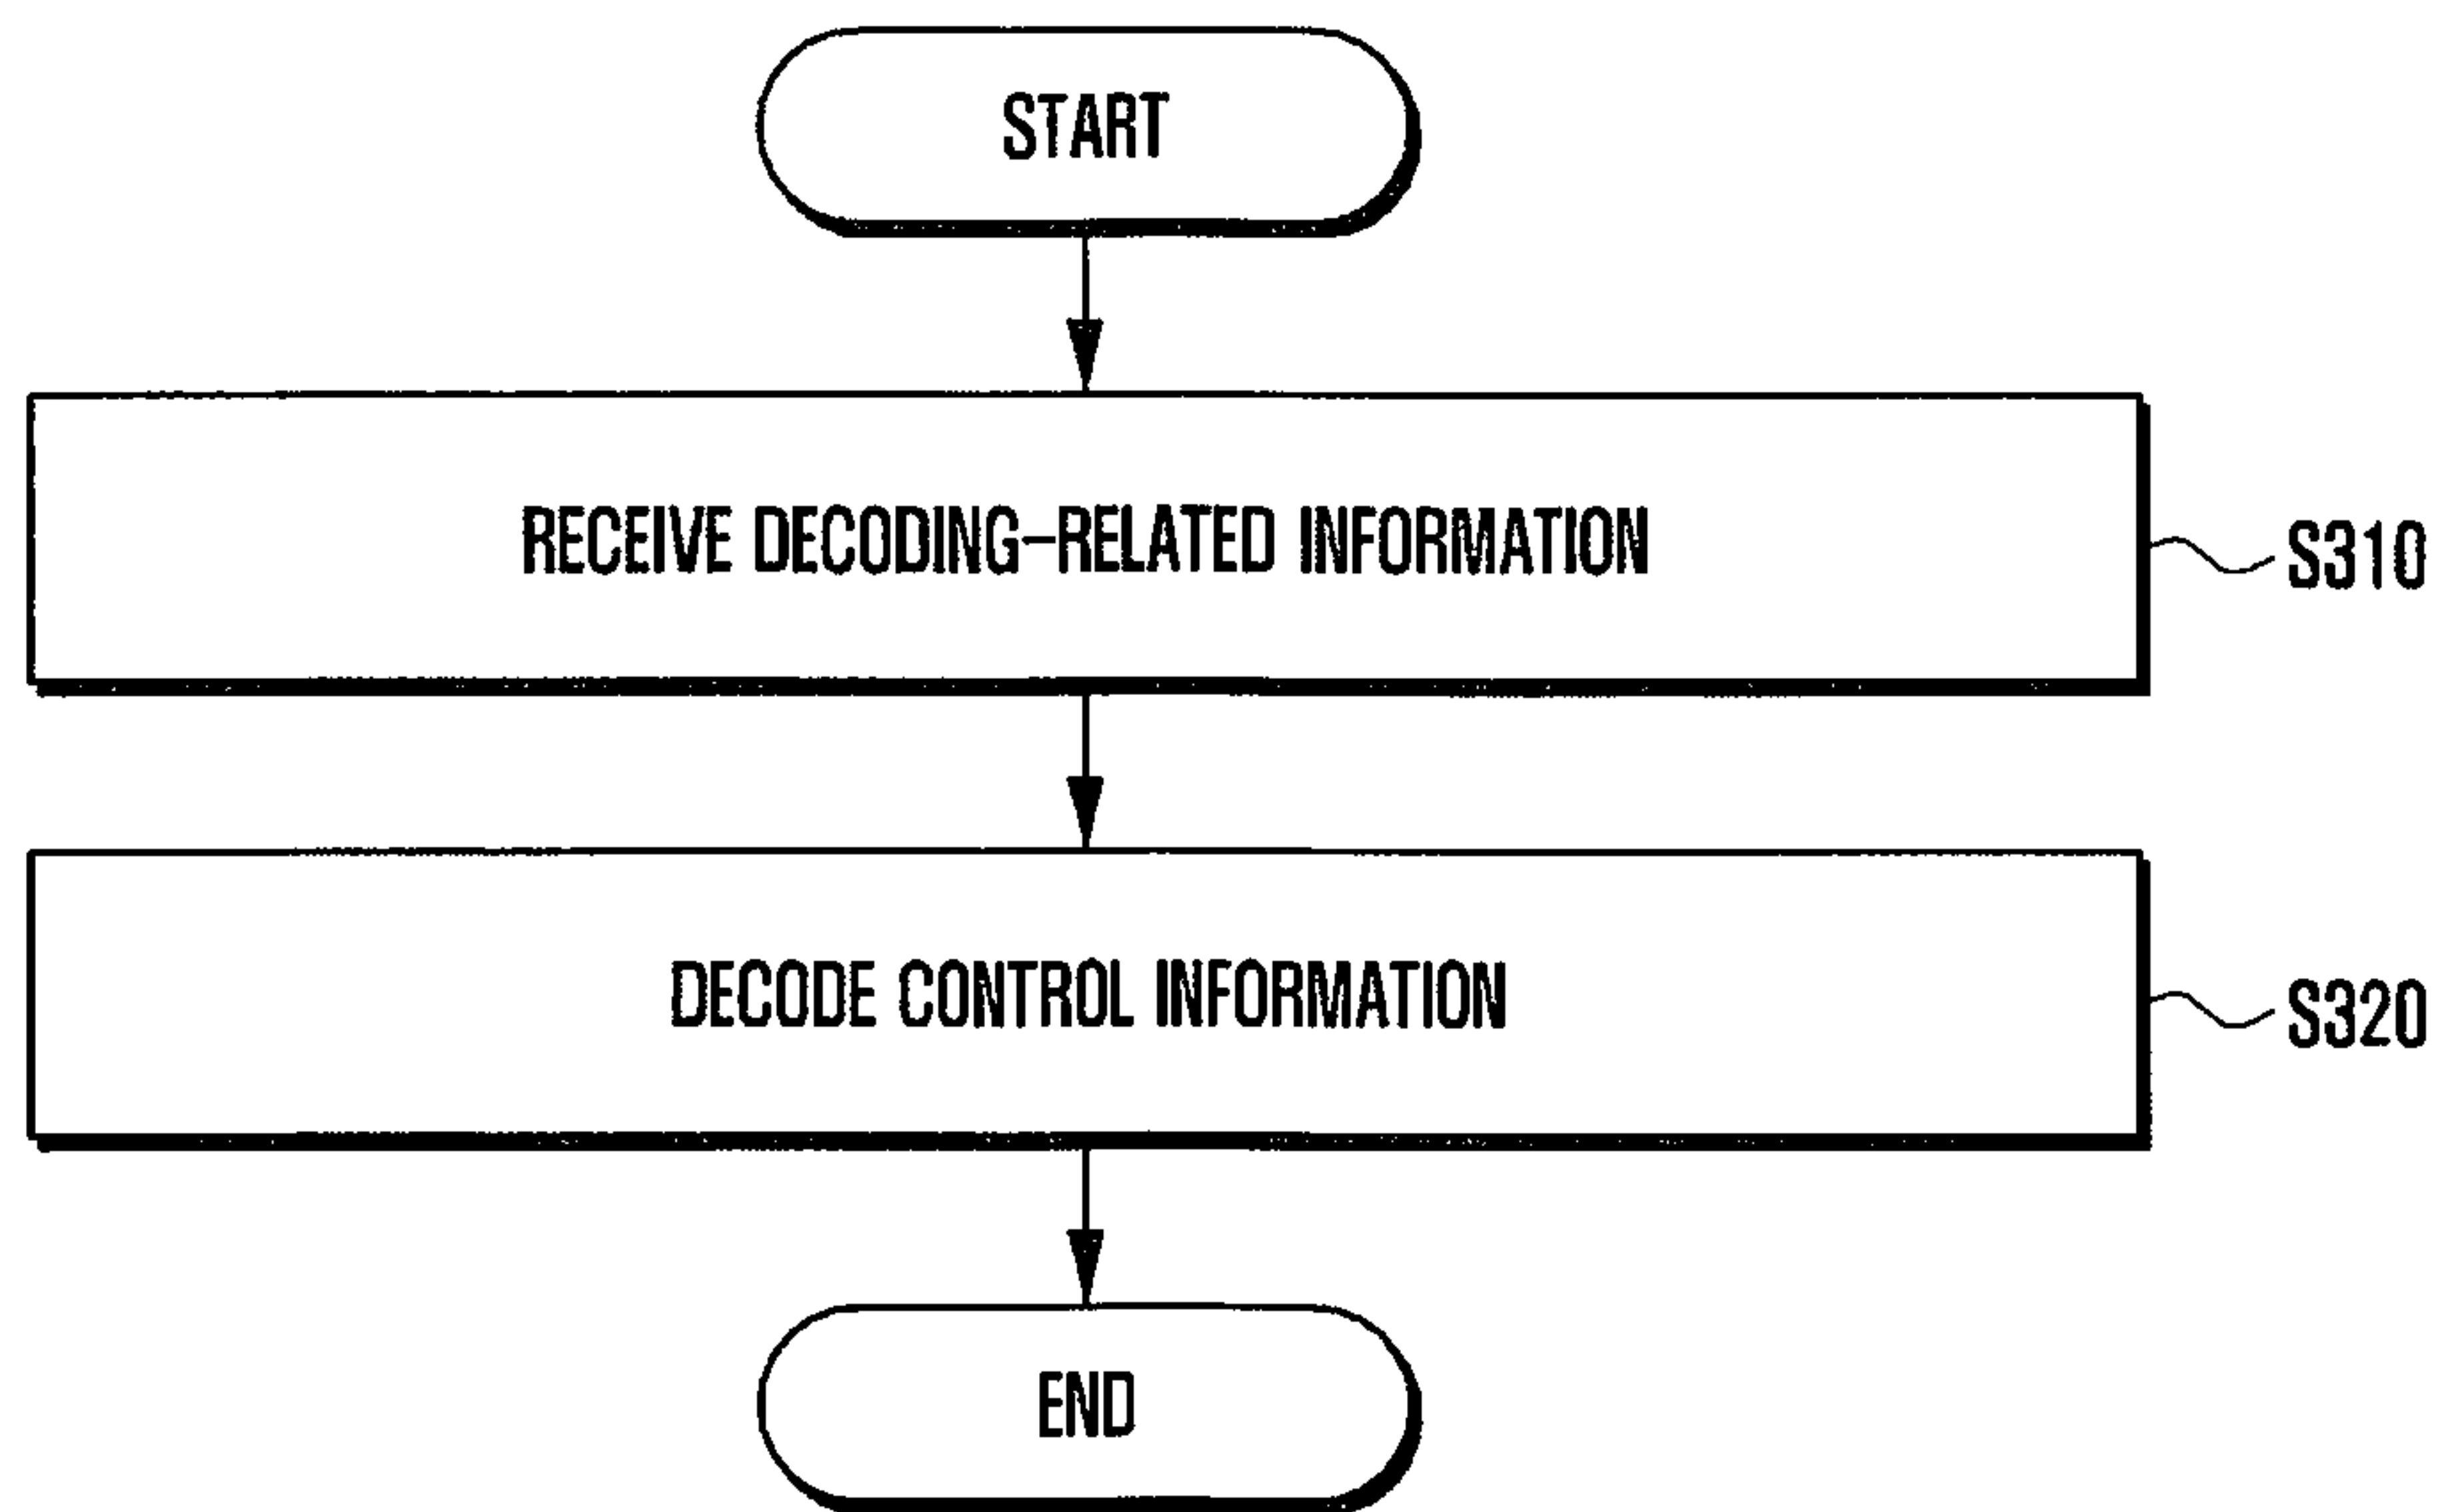 START
RECEIVE DECODING-RELATED INFORMATION
S310
DECODE CONTROL INFORMATION
S320
END